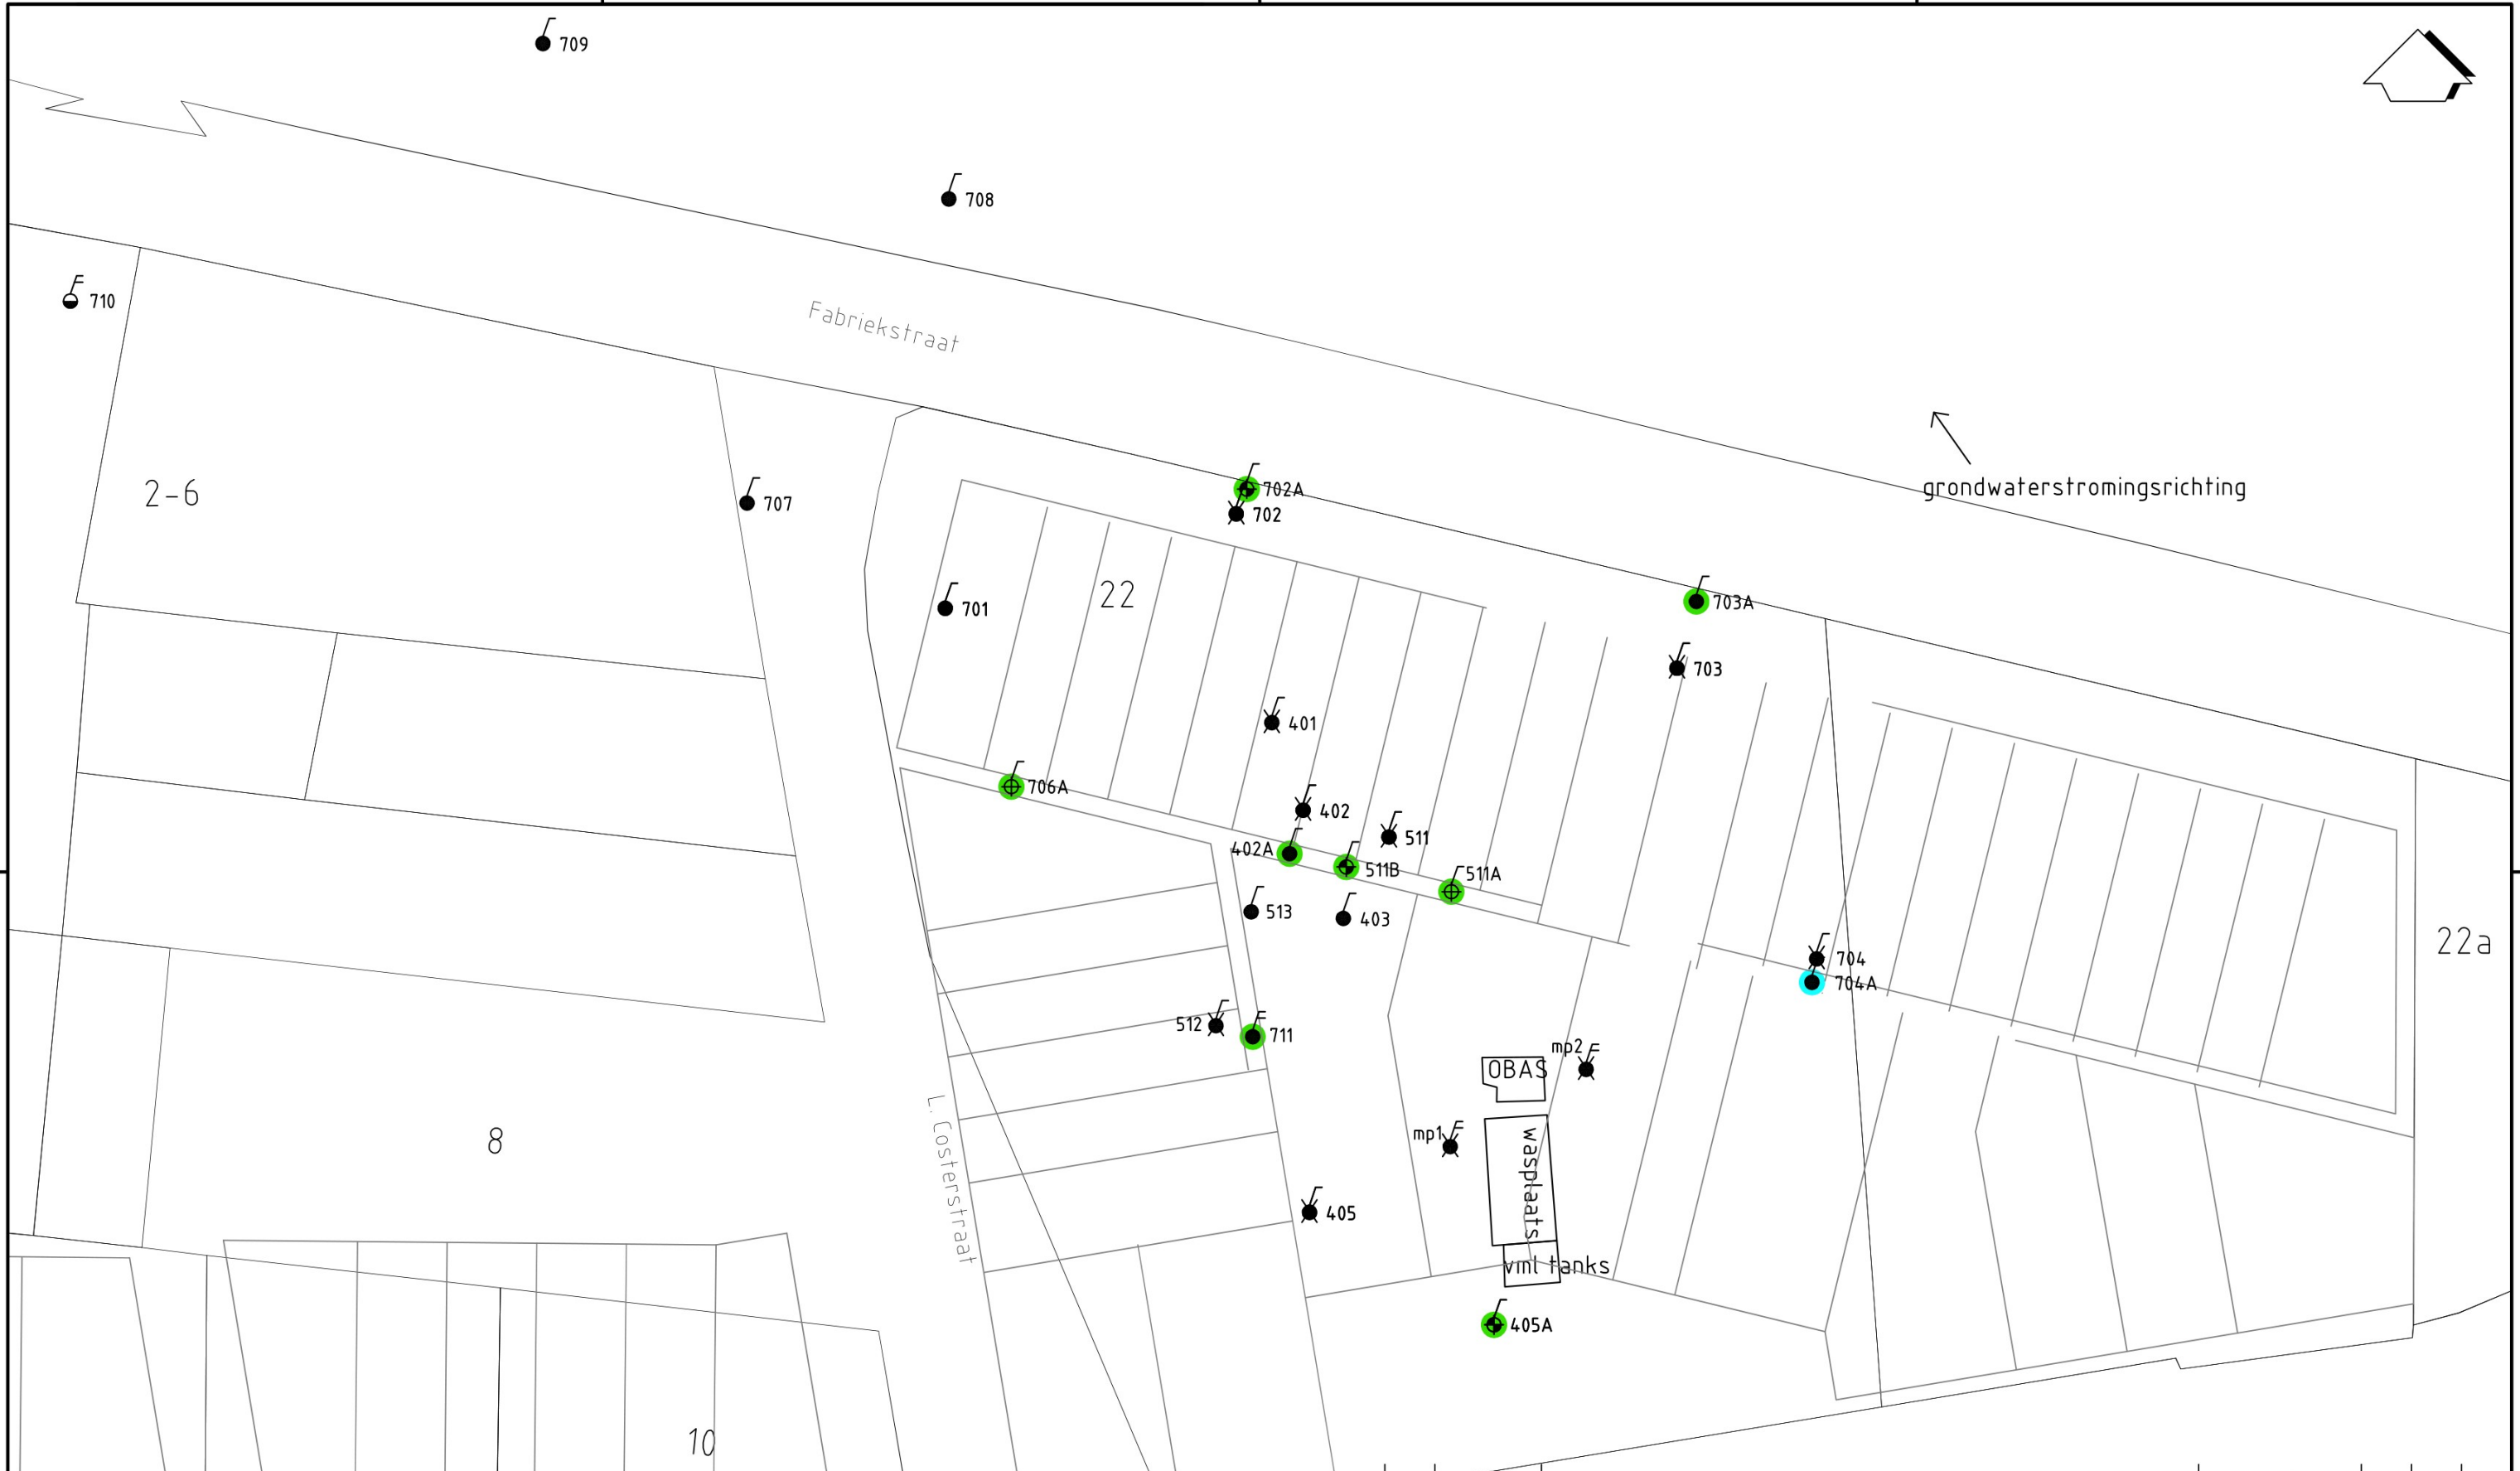 709
708
710
Fabriekstraat
grondwaterstromingsrichting
2-6
707
702A
702
22
701
703A
703
401
706A
402
511
402A
511B
511A
513
403
22a
704
704A
512
711
mp2
OBAS
mp1
wasplaats
8
L. Costerstraat
405
vml tanks
405A
10